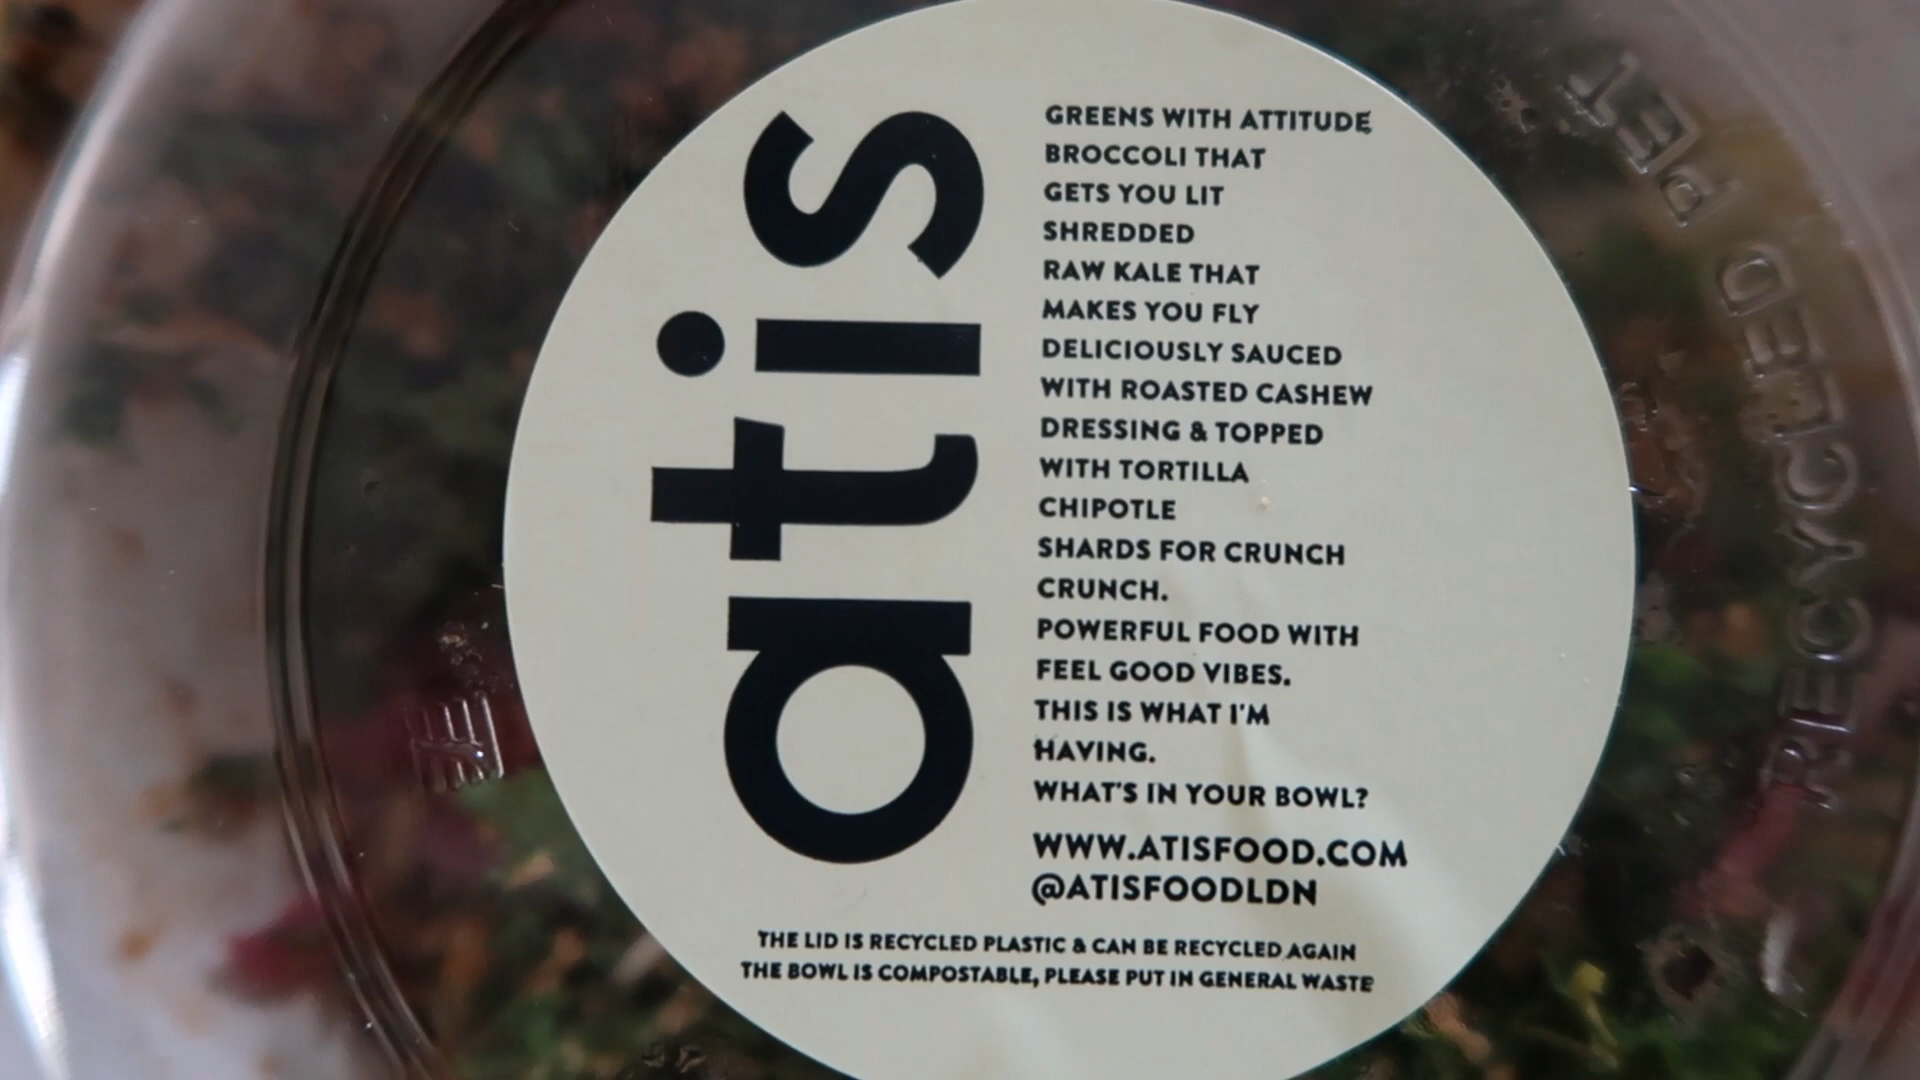 atis
GREENS WITH ATTITUDE
BROCCOLI THAT
GETS YOU LIT
SHREDDED
RAW KALE THAT
MAKES YOU FLY
DELICIOUSLY SAUCED
WITH ROASTED CASHEW
DRESSING & TOPPED
WITH TORTILLA
CHIPOTLE
SHARDS FOR CRUNCH
CRUNCH.
POWERFUL FOOD WITH
FEEL GOOD VIBES.
THIS IS WHAT I'M
HAVING.
WHAT'S IN YOUR BOWL?
WWW.ATISFOOD.COM
@ATISFOODLDN
THE LID IS RECYCLED PLASTIC & CAN BE RECYCLED AGAIN
THE BOWL IS COMPOSTABLE, PLEASE PUT IN GENERAL WASTE
RECYCLED PET